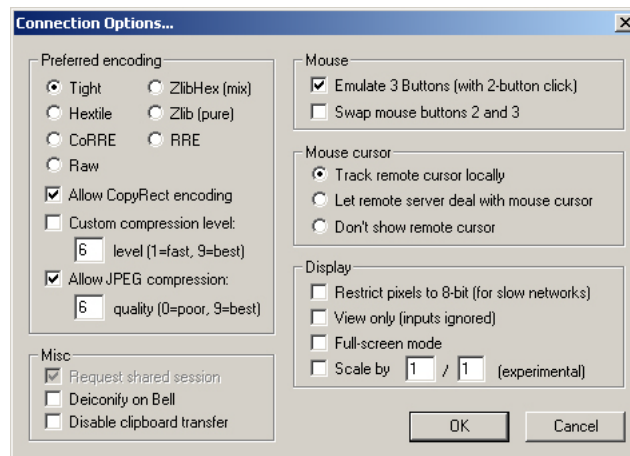 Connection Options...
Preferred encoding
Tight
ZlibHex (mix)
Hextile
Zlib (pure)
CoRRE
RRE
Raw
Allow CopyRect encoding
Custom compression level:
6 level (1=fast, 9=best)
Allow JPEG compression:
6 quality (0=poor, 9=best)
Misc
Request shared session
Deiconify on Bell
Disable clipboard transfer
Mouse
Emulate 3 Buttons (with 2-button click)
Swap mouse buttons 2 and 3
Mouse cursor
Track remote cursor locally
Let remote server deal with mouse cursor
Don't show remote cursor
Display
Restrict pixels to 8-bit (for slow networks)
View only (inputs ignored)
Full-screen mode
Scale by 1 / 1 (experimental)
OK
Cancel